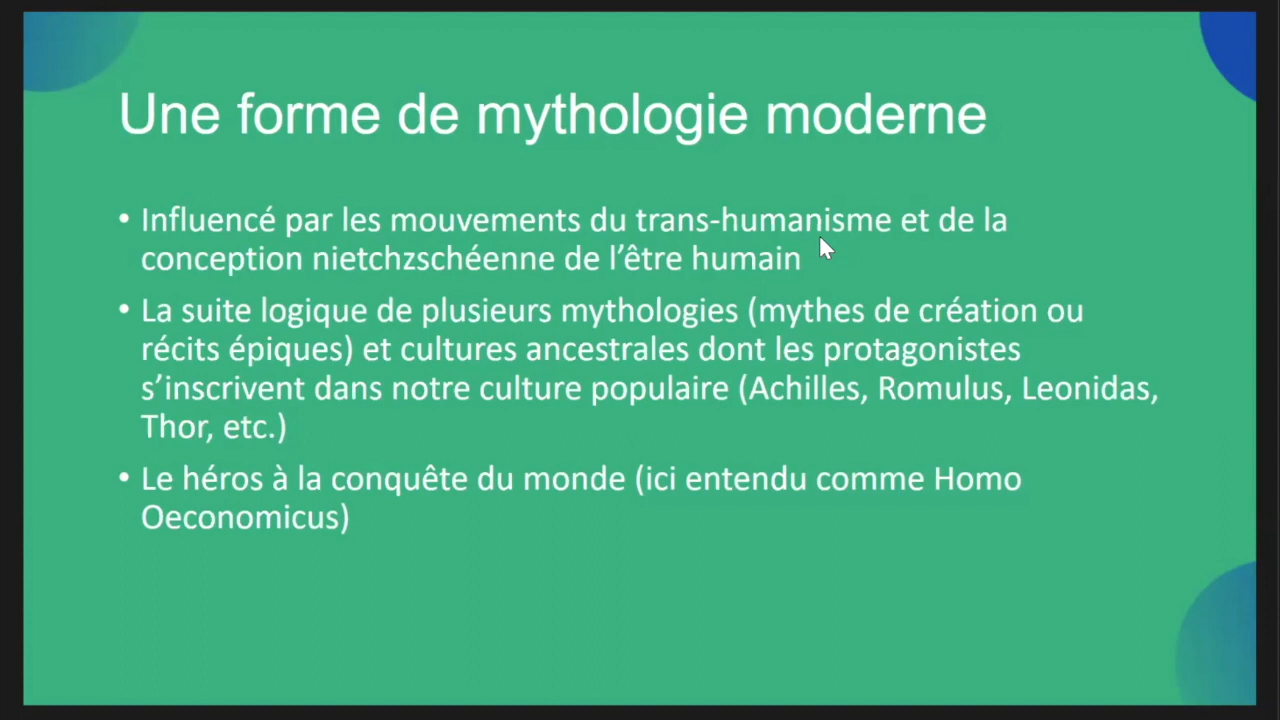 Une forme de mythologie moderne
• Influencé par les mouvements du trans-humanisme et de la
conception nietchzschéenne de l’être humain
• La suite logique de plusieurs mythologies (mythes de création ou
récits épiques) et cultures ancestrales dont les protagonistes
s’inscrivent dans notre culture populaire (Achilles, Romulus, Leonidas,
Thor, etc.)
• Le héros à la conquête du monde (ici entendu comme Homo
Oeconomicus)